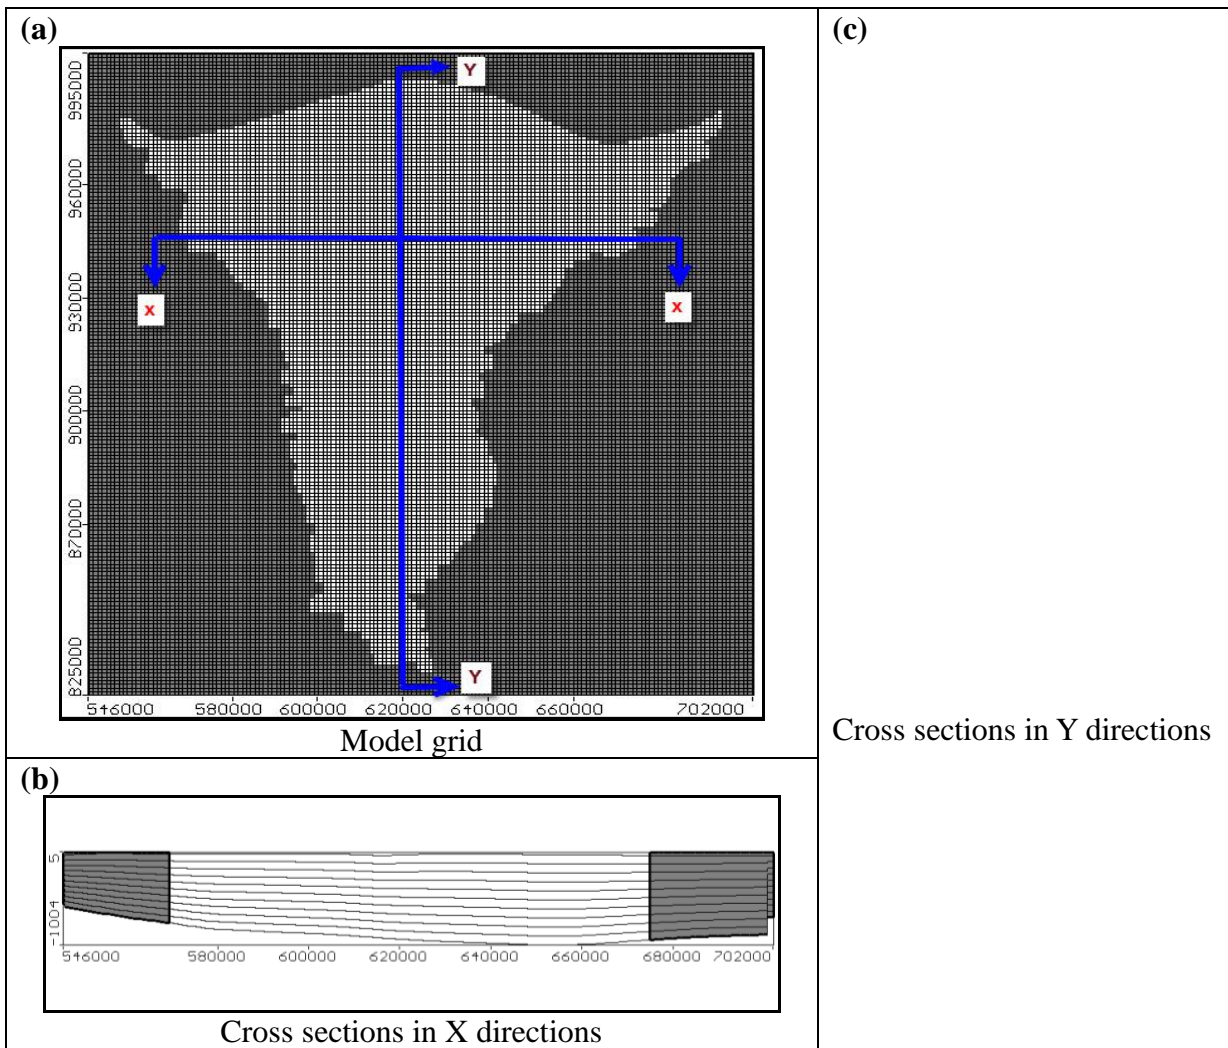 (a)
Y
995000
960000
x
x
930000
900000
870000
Y
825000
546000 580000 600000 620000 640000 660000 702000
Model grid
(b)
5
-1004
546000 580000 600000 620000 640000 660000 680000 702000
Cross sections in X directions
(c)
Cross sections in Y directions